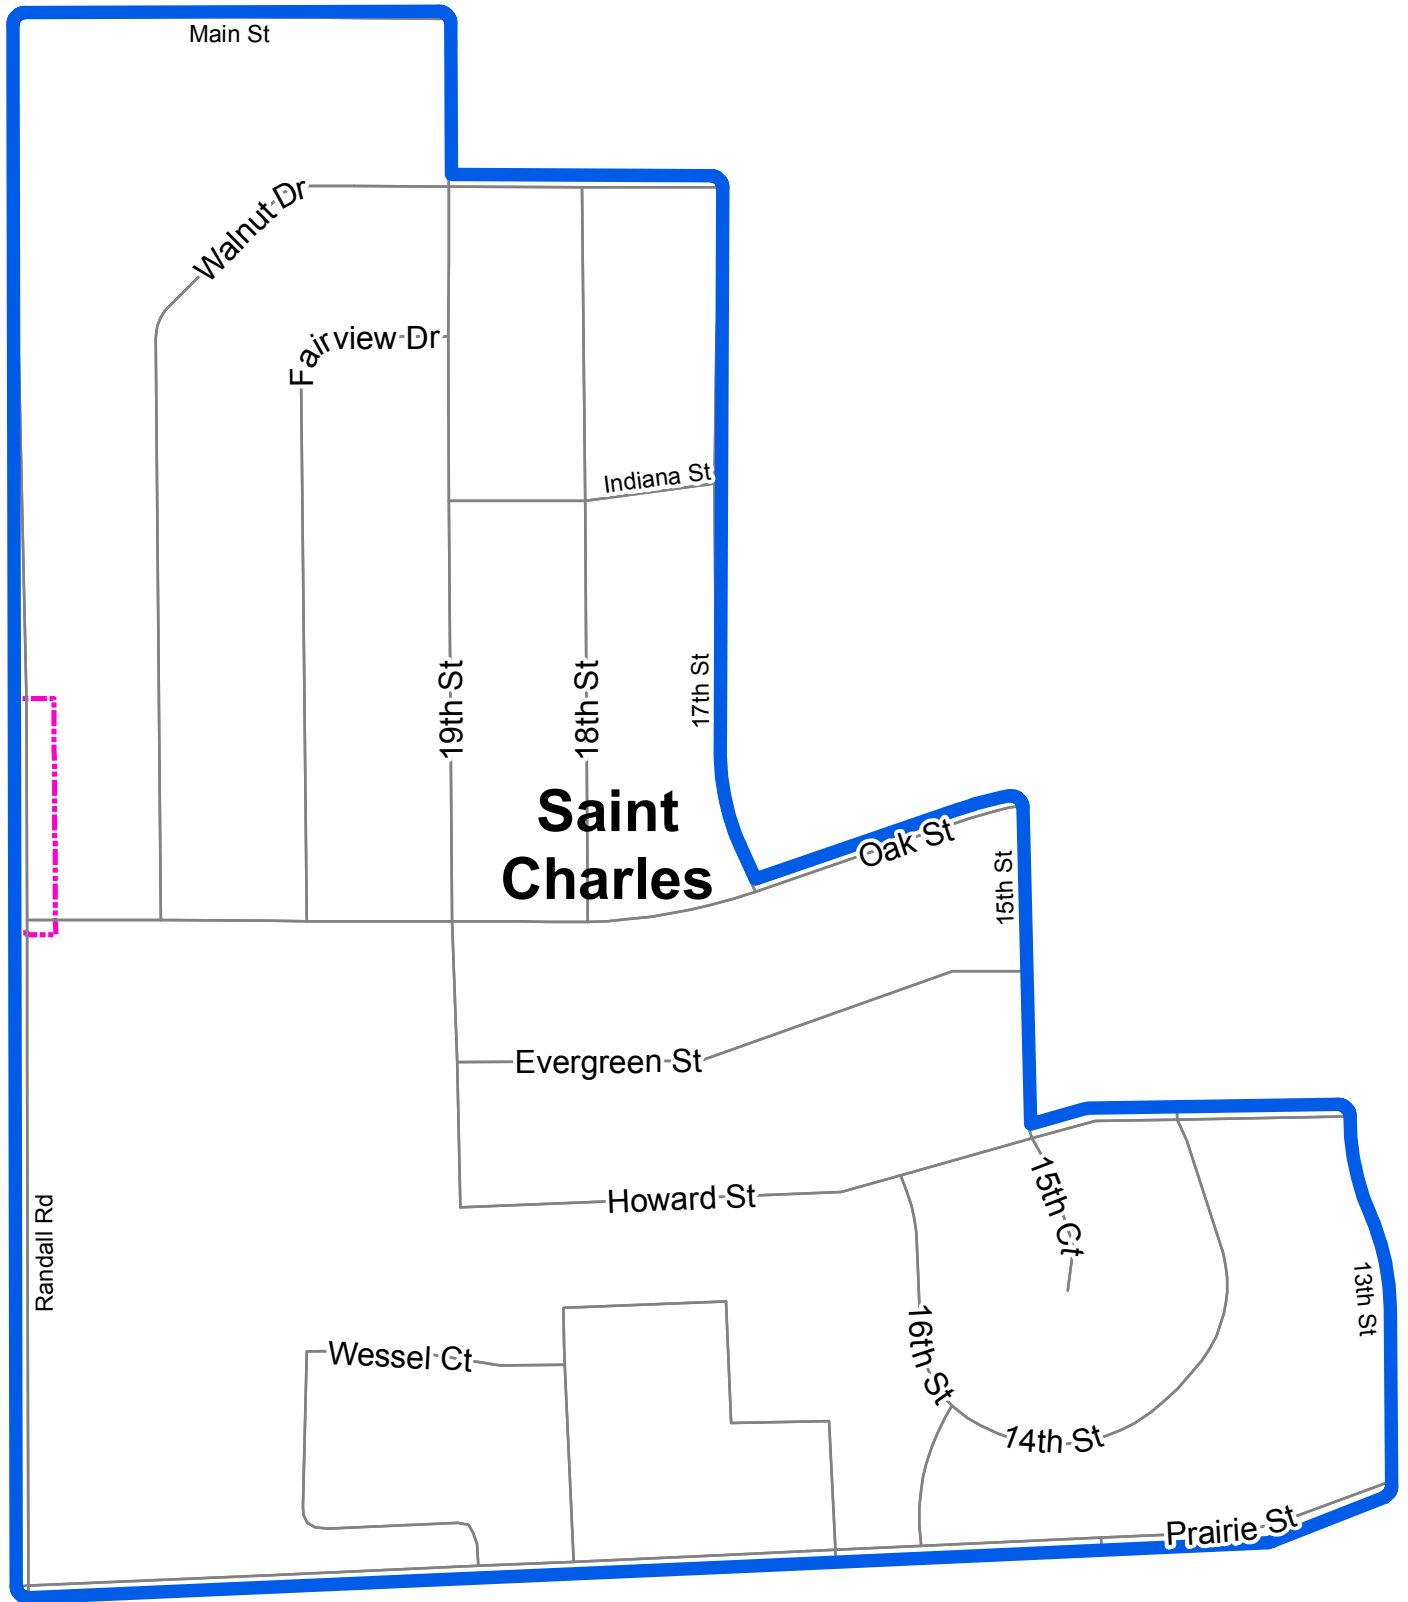 Main St
Walnut Dr
Fairview Dr
Indiana St
19th St
18th St
17th St
Saint
Charles
Oak St
15th St
Evergreen St
Howard St
15th Ct
Randall Rd
13th St
16th St
Wessel Ct
14th St
Prairie St